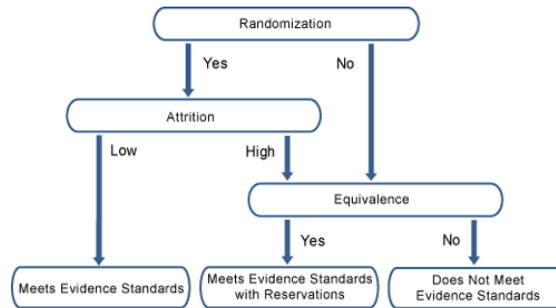 Randomization
Yes
No
Attrition
Low
High
Equivalence
Yes
No
Meets Evidence Standards
Meets Evidence Standards
with Reservations
Does Not Meet
Evidence Standards